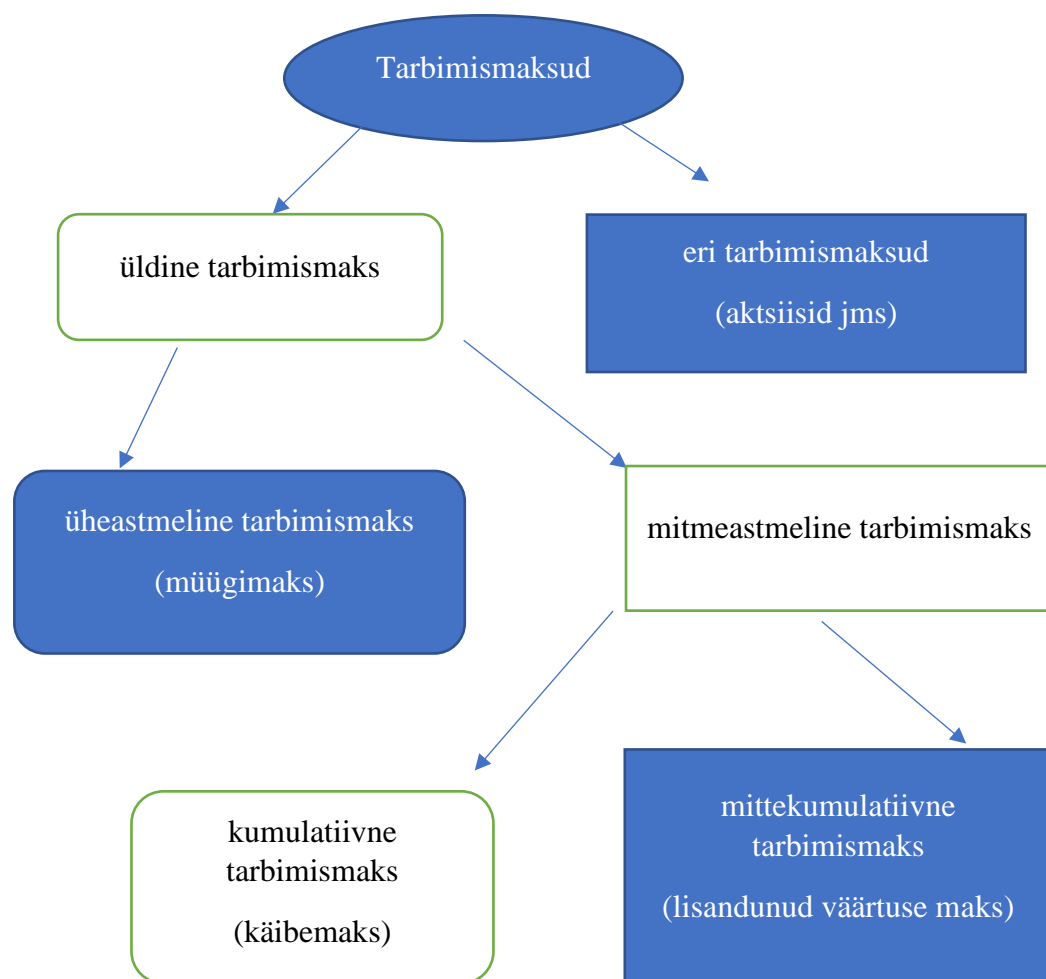 Tarbimismaksud
üldine tarbimismaks
eri tarbimismaksud
(aktsiisid jms)
üheastmeline tarbimismaks
(müügimaks)
mitmeastmeline tarbimismaks
kumulatiivne
tarbimismaks
(käibemaks)
mittekumulatiivne
tarbimismaks
(lisandunud väärtuse maks)